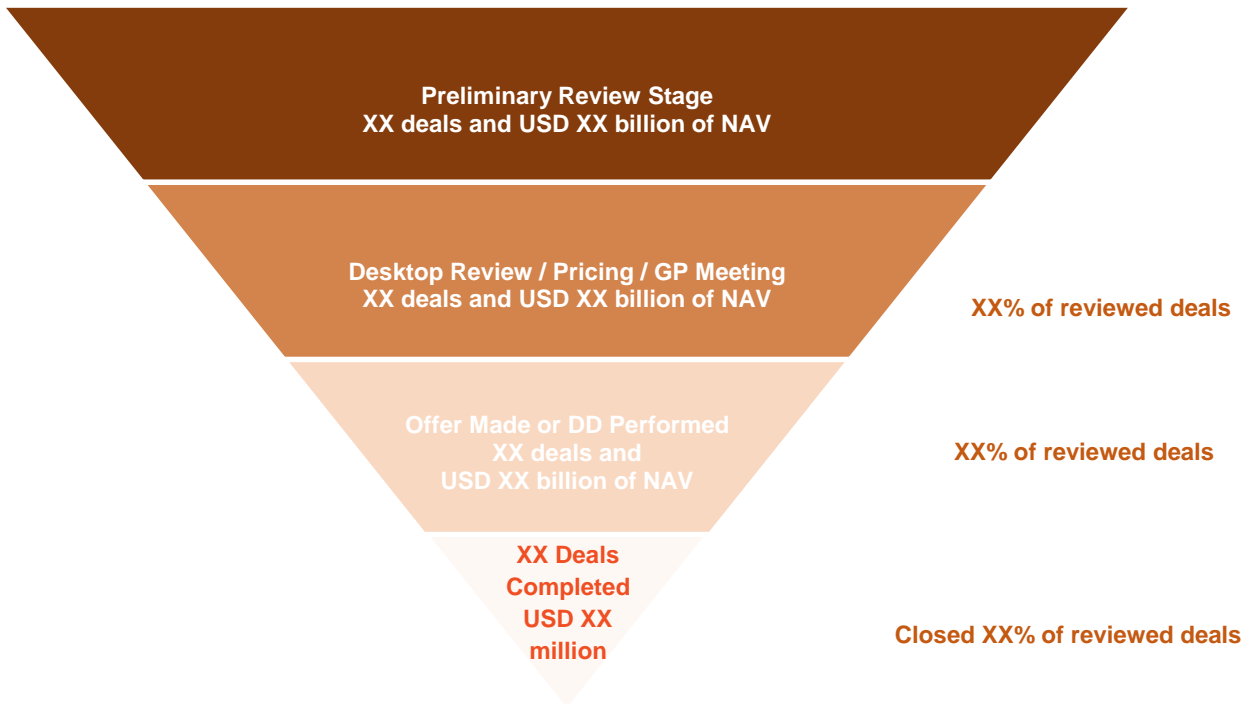 Preliminary Review Stage
XX deals and USD XX billion of NAV
Desktop Review / Pricing / GP Meeting
XX deals and USD XX billion of NAV
XX% of reviewed deals
Offer Made or DD Performed
XX deals and
USD XX billion of NAV
XX% of reviewed deals
XX Deals
Completed
USD XX
million
Closed XX% of reviewed deals